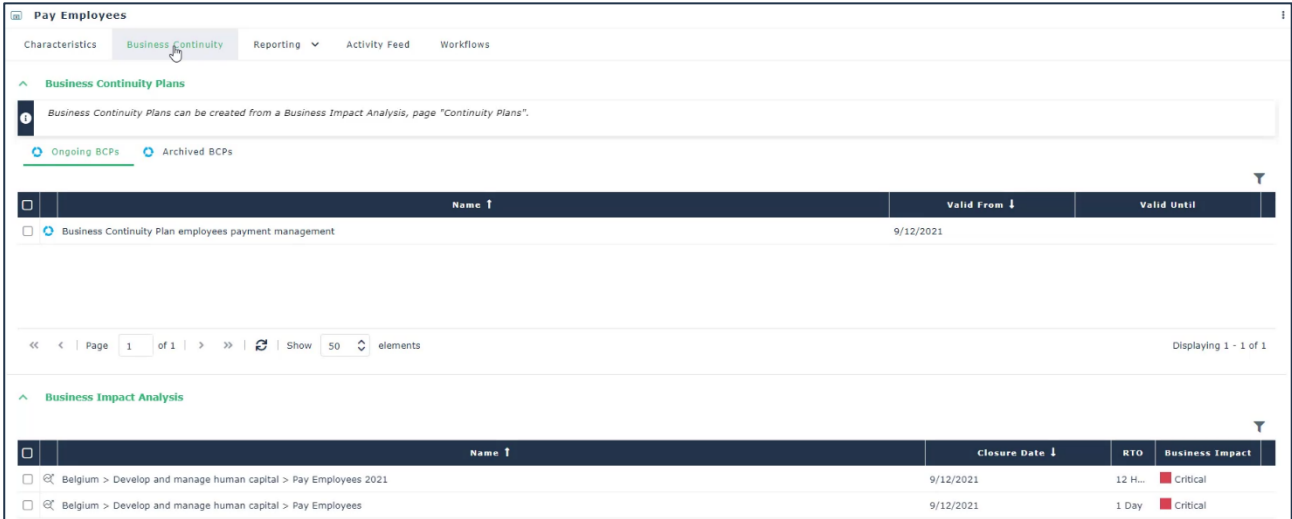 Pay Employees
Characteristics Business Continuity Reporting Activity Feed Workflows
Business Continuity Plans
Business Continuity Plans can be created from a Business Impact Analysis, page "Continuity Plans".
Ongoing BCPs Archived BCPs
Name ↑ Valid From ↓ Valid Until
Business Continuity Plan employees payment management 9/12/2021
<< < | Page 1 of 1 | > >> | Show 50 elements Displaying 1 - 1 of 1
Business Impact Analysis
Name ↑ Closure Date ↓ RTO Business Impact
Belgium > Develop and manage human capital > Pay Employees 2021 9/12/2021 12 H... Critical
Belgium > Develop and manage human capital > Pay Employees 9/12/2021 1 Day Critical